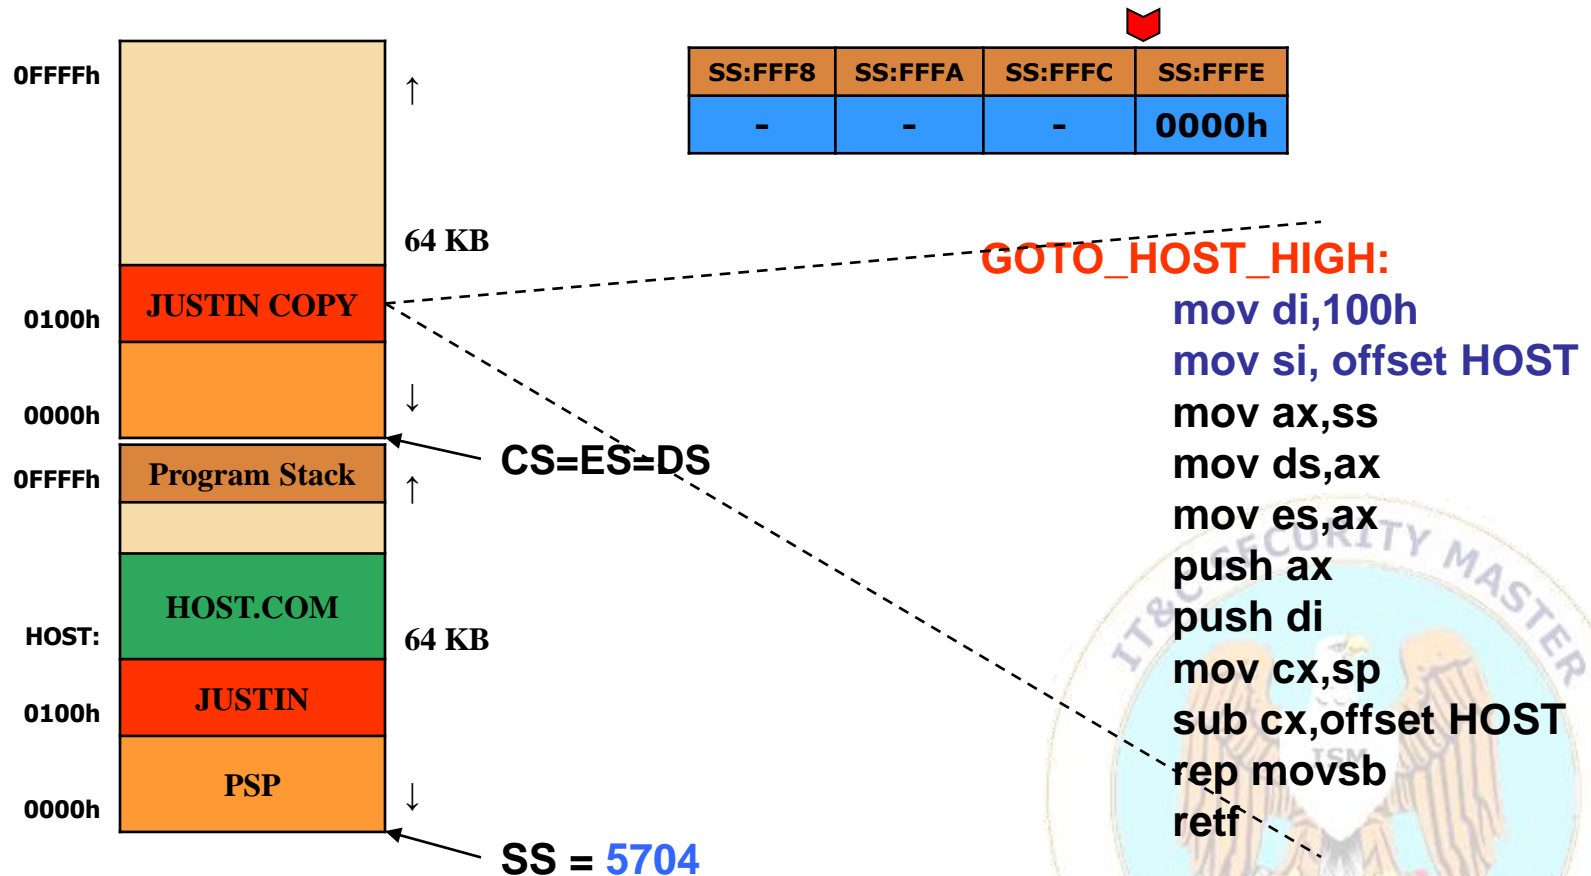 SS:FFF8 SS:FFFA SS:FFFC SS:FFFE
- - - 0000h
0FFFFh
↑
64 KB
JUSTIN COPY
0100h
↓
0000h
CS=ES=DS
0FFFFh
Program Stack
↑
HOST.COM
HOST:
64 KB
JUSTIN
0100h
PSP
↓
0000h
SS = 5704
GOTO_HOST_HIGH:
mov di,100h
mov si, offset HOST
mov ax,ss
mov ds,ax
mov es,ax
push ax
push di
mov cx,sp
sub cx,offset HOST
rep movsb
retf
IT&C SECURITY MASTER
ISM